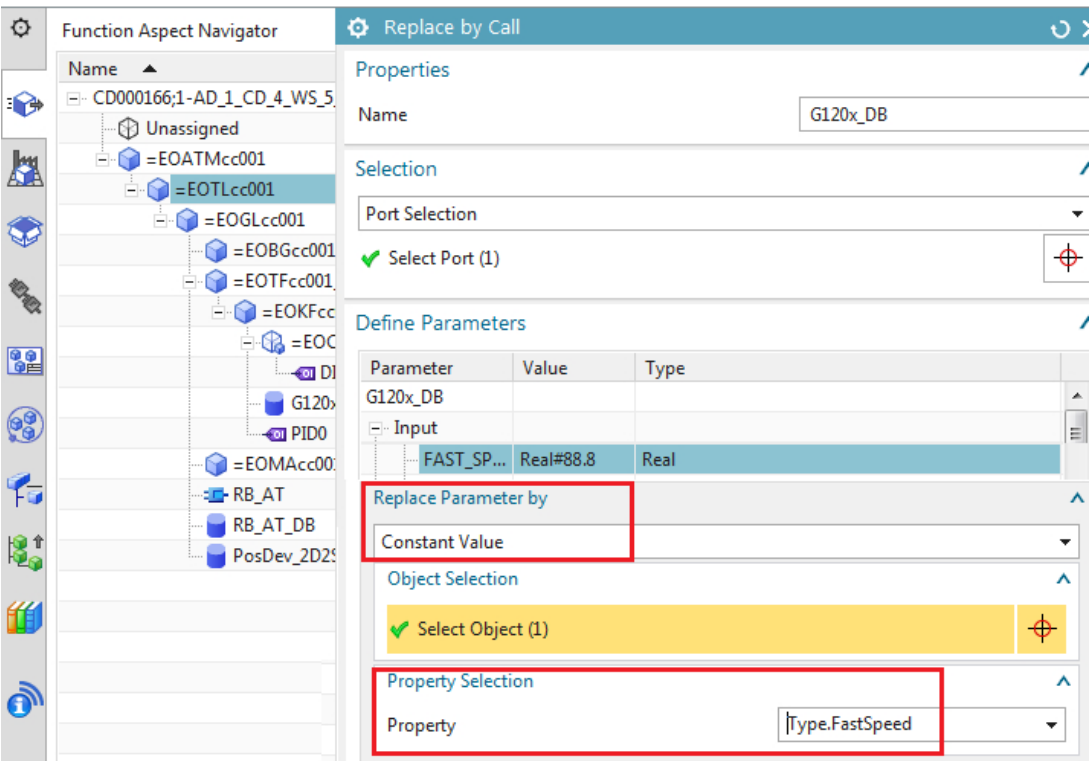 Function Aspect Navigator
Name
CD000166;1-AD_1_CD_4_WS_5_
Unassigned
=EOATMcc001
=EOTLcc001
=EOGLcc001
=EOBGcc001
=EOTFcc001_
=EOKFcc
=EOC
DI
G120x
PID0
=EOMAcc00
RB_AT
RB_AT_DB
PosDev_2D2S
Replace by Call
Properties
Name
G120x_DB
Selection
Port Selection
Select Port (1)
Define Parameters
Parameter Value Type
G120x_DB
Input
FAST_SP... Real#88.8 Real
Replace Parameter by
Constant Value
Object Selection
Select Object (1)
Property Selection
Property
Type.FastSpeed